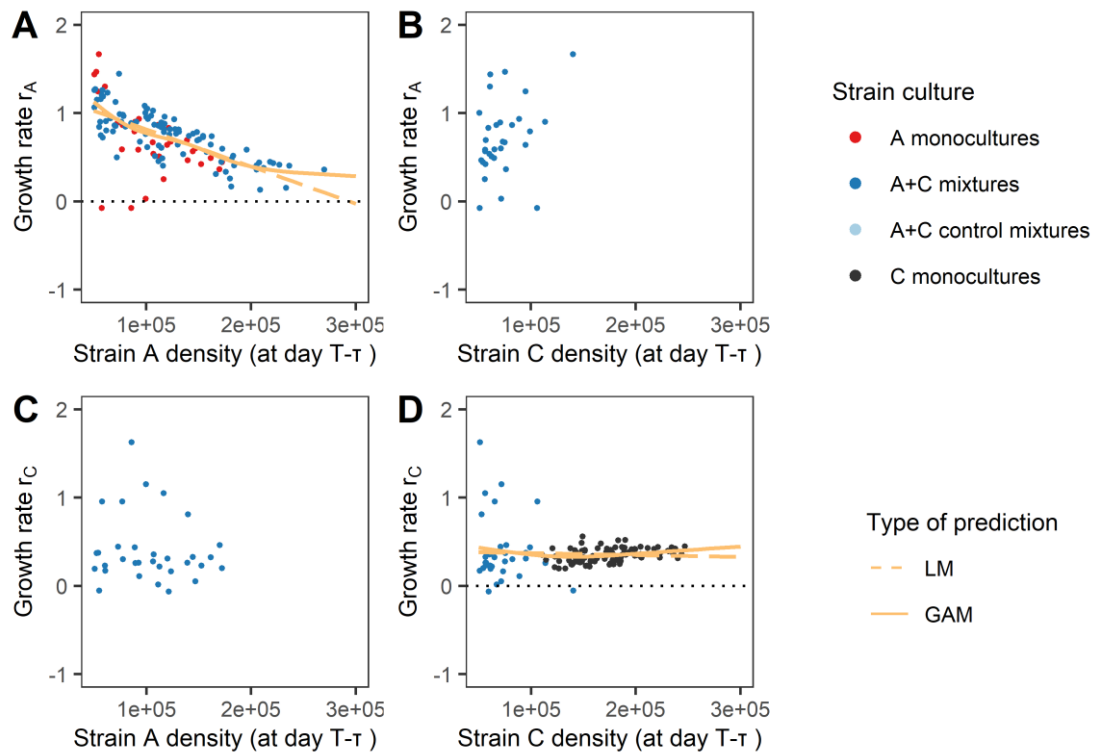 A
B
2
1
0
-1
Growth rate r_A
1e+05
2e+05
3e+05
Strain A density (at day T-τ )
2
1
0
-1
Growth rate r_A
1e+05
2e+05
3e+05
Strain C density (at day T-τ )
Strain culture
A monocultures
A+C mixtures
A+C control mixtures
C monocultures
C
D
2
1
0
-1
Growth rate r_C
1e+05
2e+05
3e+05
Strain A density (at day T-τ )
2
1
0
-1
Growth rate r_C
1e+05
2e+05
3e+05
Strain C density (at day T-τ )
Type of prediction
LM
GAM